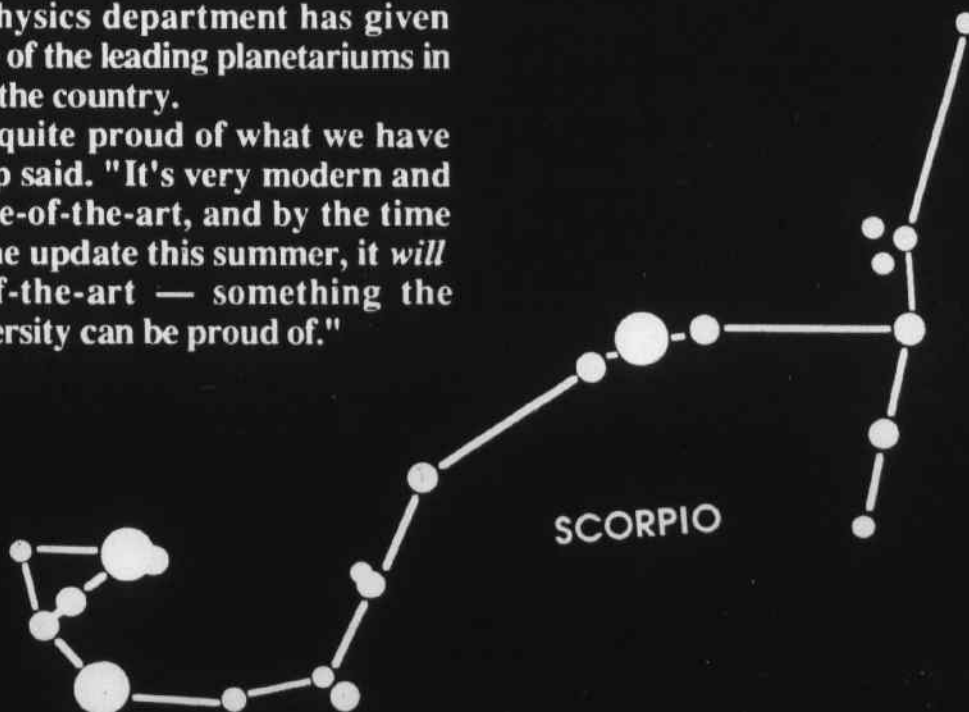 hysics department has given
of the leading planetariums in
the country.
quite proud of what we have
p said. "It's very modern and
e-of-the-art, and by the time
ne update this summer, it will
f-the-art — something the
ersity can be proud of."
SCORPIO